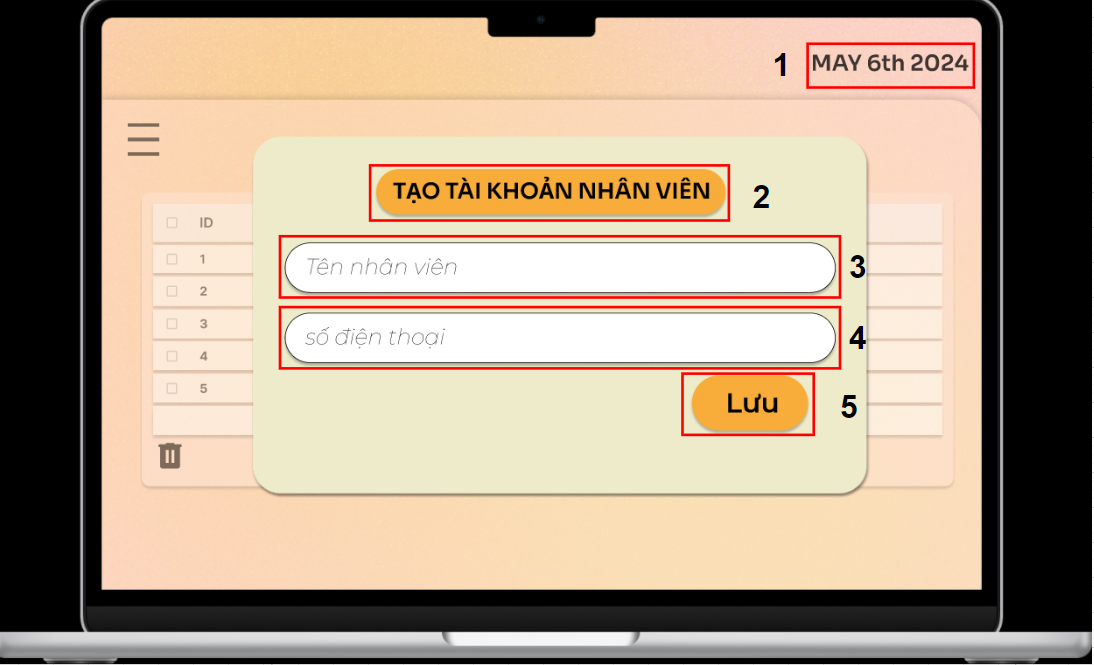 1 MAY 6th 2024
TẠO TÀI KHOẢN NHÂN VIÊN 2
ID
Tên nhân viên 3
1
2
3
số điện thoại 4
4
5
Lưu 5